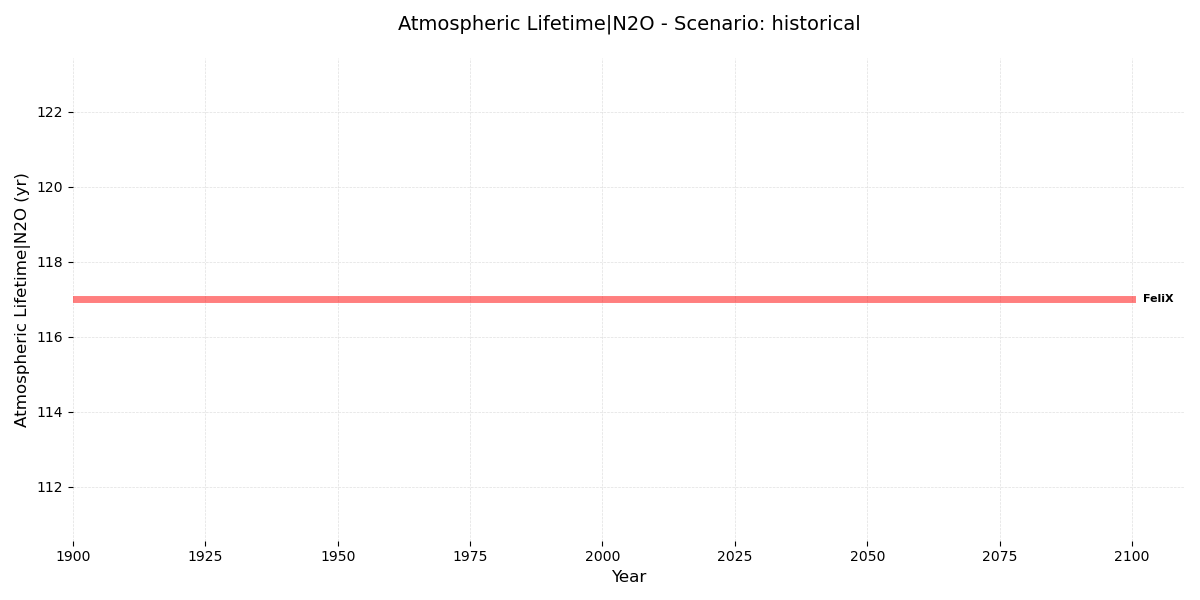 Atmospheric Lifetime|N2O - Scenario: historical
Atmospheric Lifetime|N2O (yr)
122
120
118
116
114
112
FeliX
1900 1925 1950 1975 2000 2025 2050 2075 2100
Year